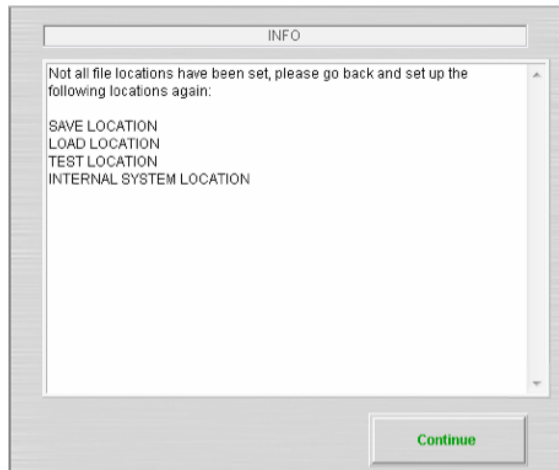 INFO
Not all file locations have been set, please go back and set up the
following locations again:
SAVE LOCATION
LOAD LOCATION
TEST LOCATION
INTERNAL SYSTEM LOCATION
Continue